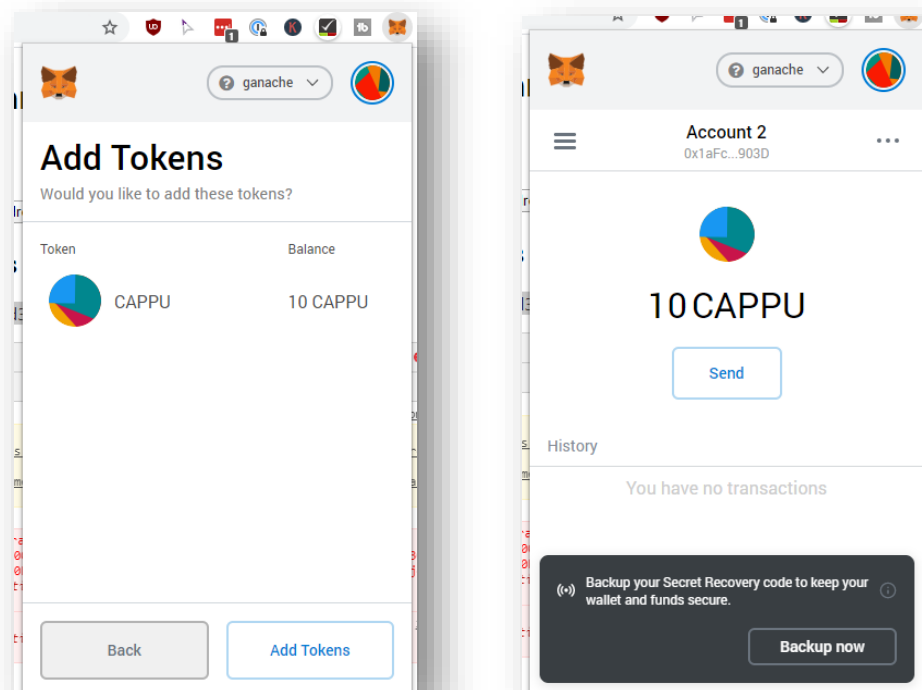 1
ganache
Add Tokens
Would you like to add these tokens?
Token
Balance
CAPPU
10 CAPPU
Back
Add Tokens
1
ganache
Account 2
0x1aFc...903D
10 CAPPU
Send
History
You have no transactions
Backup your Secret Recovery code to keep your
wallet and funds secure.
Backup now